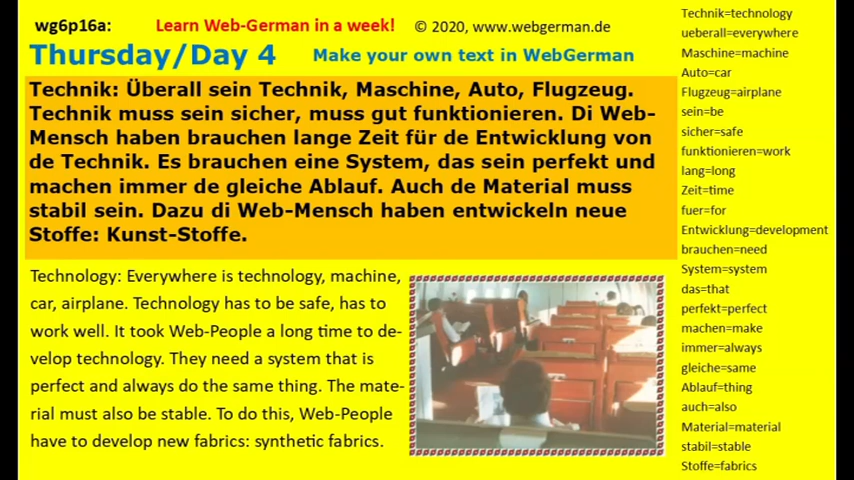 wg6p16a: Learn Web-German in a week! © 2020, www.webgerman.de
Thursday/Day 4 Make your own text in WebGerman
Technik: Überall sein Technik, Maschine, Auto, Flugzeug.
Technik muss sein sicher, muss gut funktionieren. Di Web-
Mensch haben brauchen lange Zeit für de Entwicklung von
de Technik. Es brauchen eine System, das sein perfekt und
machen immer de gleiche Ablauf. Auch de Material muss
stabil sein. Dazu di Web-Mensch haben entwickeln neue
Stoffe: Kunst-Stoffe.
Technology: Everywhere is technology, machine,
car, airplane. Technology has to be safe, has to
work well. It took Web-People a long time to de-
velop technology. They need a system that is
perfect and always do the same thing. The mate-
rial must also be stable. To do this, Web-People
have to develop new fabrics: synthetic fabrics.
Technik=technology
ueberall=everywhere
Maschine=machine
Auto=car
Flugzeug=airplane
sein=be
sicher=safe
funktionieren=work
lang=long
Zeit=time
fuer=for
Entwicklung=development
brauchen=need
System=system
das=that
perfekt=perfect
machen=make
immer=always
gleiche=same
Ablauf=thing
auch=also
Material=material
stabil=stable
Stoffe=fabrics